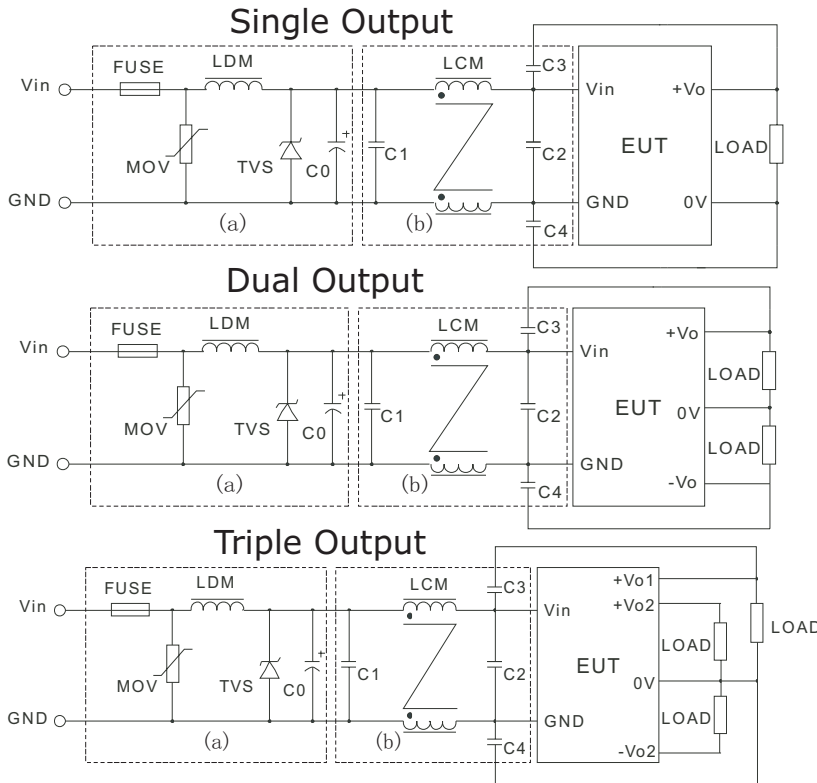 Single Output
FUSE
LDM
LCM
C3
Vin
Vin
+Vo
MOV
TVS
C0
+
C1
C2
EUT
LOAD
GND
(a)
(b)
GND
0V
C4
Dual Output
FUSE
LDM
LCM
C3
Vin
Vin
+Vo
MOV
TVS
C0
+
C1
C2
EUT
LOAD
0V
LOAD
GND
(a)
(b)
GND
C4
-Vo
Triple Output
FUSE
LDM
LCM
C3
+Vo1
Vin
Vin
+Vo2
MOV
TVS
C0
+
C1
C2
EUT
LOAD
LOAD
0V
GND
(a)
(b)
GND
LOAD
C4
-Vo2